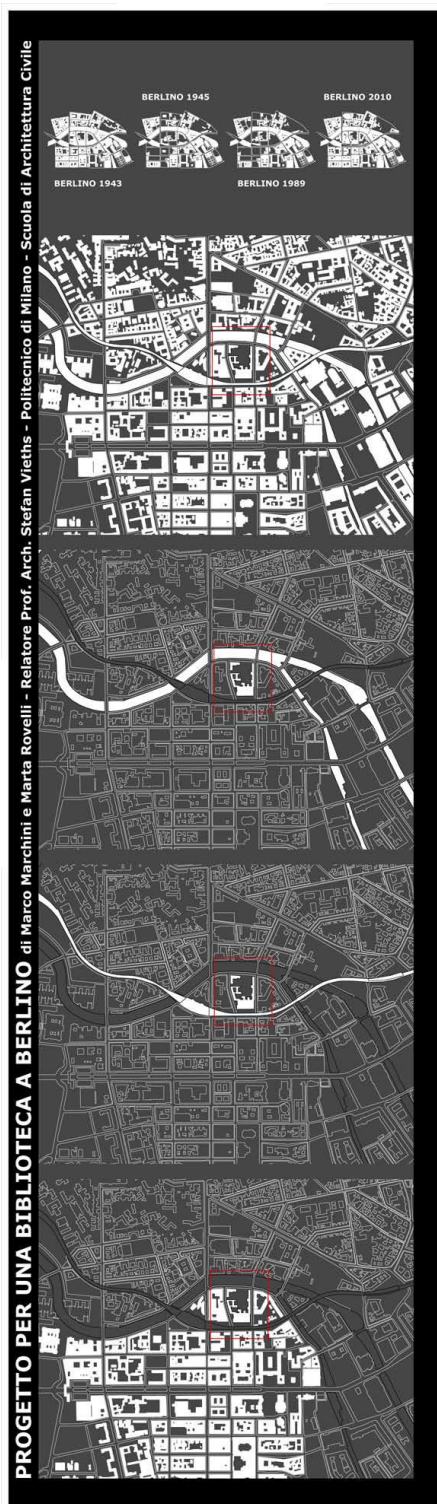 PROGETTO PER UNA BIBLIOTECA A BERLINO di Marco Marchini e Marta Rovelli - Relatore Prof. Arch. Stefan Vieths - Politecnico di Milano - Scuola di Architettura Civile
BERLINO 1943
BERLINO 1945
BERLINO 1989
BERLINO 2010